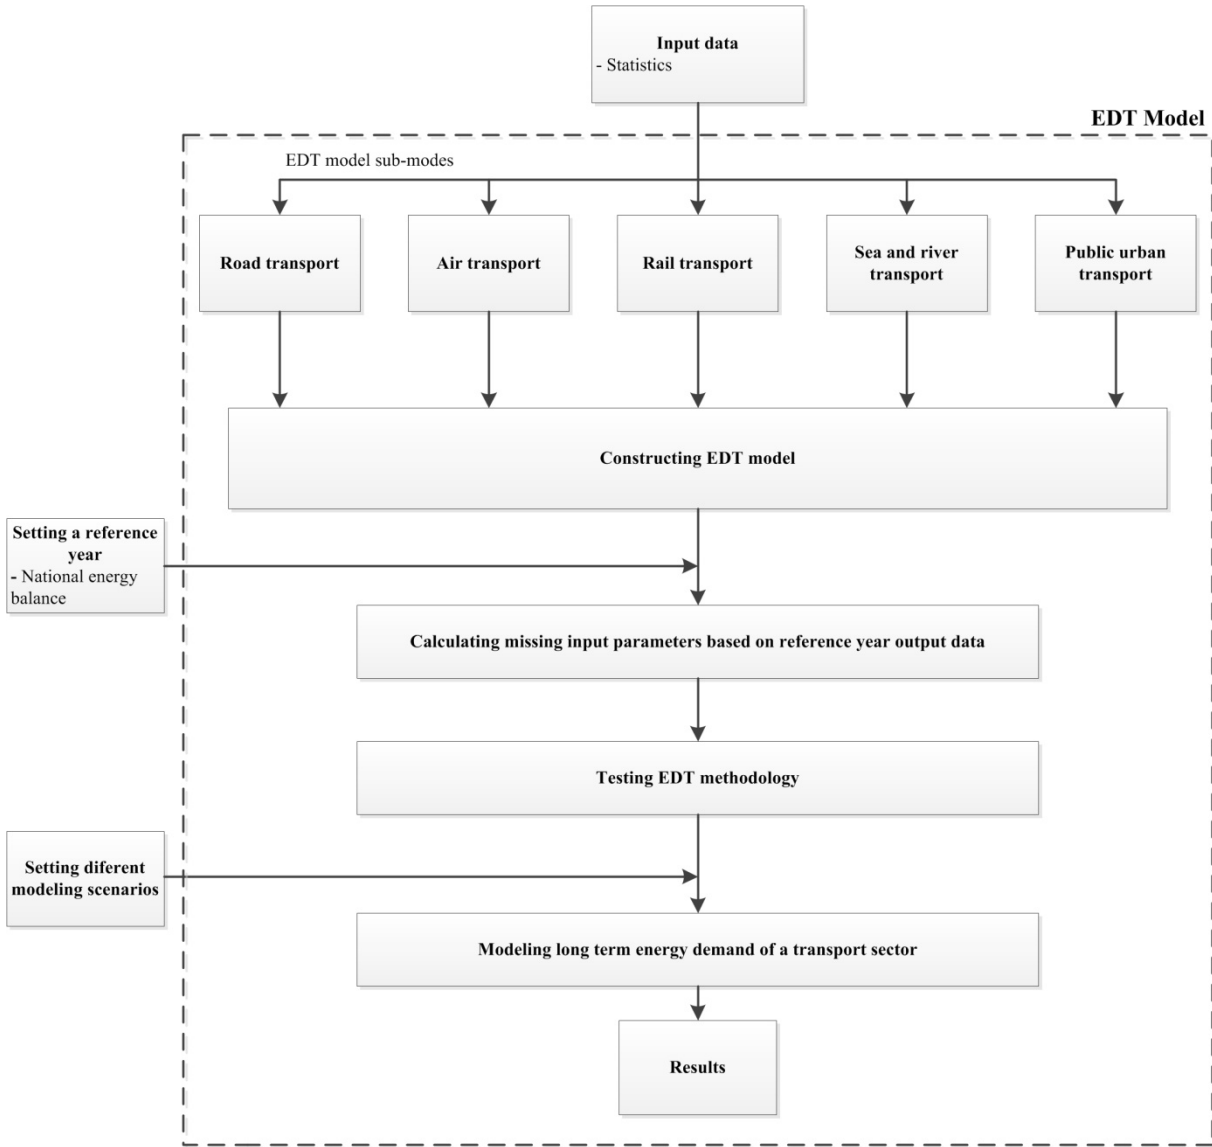 Input data
- Statistics
EDT Model
EDT model sub-modes
Road transport
Air transport
Rail transport
Sea and river
transport
Public urban
transport
Constructing EDT model
Setting a reference
year
- National energy
balance
Calculating missing input parameters based on reference year output data
Testing EDT methodology
Setting diferent
modeling scenarios
Modeling long term energy demand of a transport sector
Results